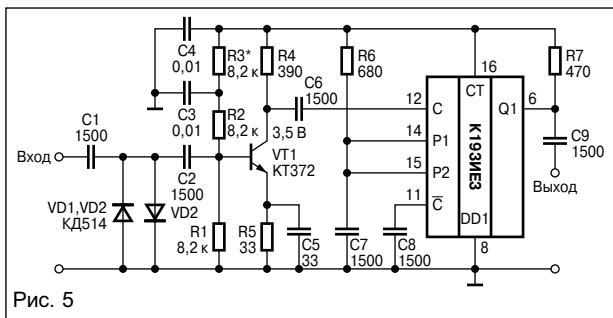 C4
0,01
R3*
8,2 к
R4
390
C6
1500
R6
680
R7
470
16
CT
Q1
6
12
C
14
P1
15
P2
11
C̅
К193ИЕ3
DD1
8
C3
0,01
R2
8,2 к
3,5 В
VT1
КТ372
C9
1500
Выход
C1
1500
Вход
C2
1500
VD1,VD2
КД514
VD2
R1
8,2 к
R5
33
C5
33
C7
1500
C8
1500
Рис. 5